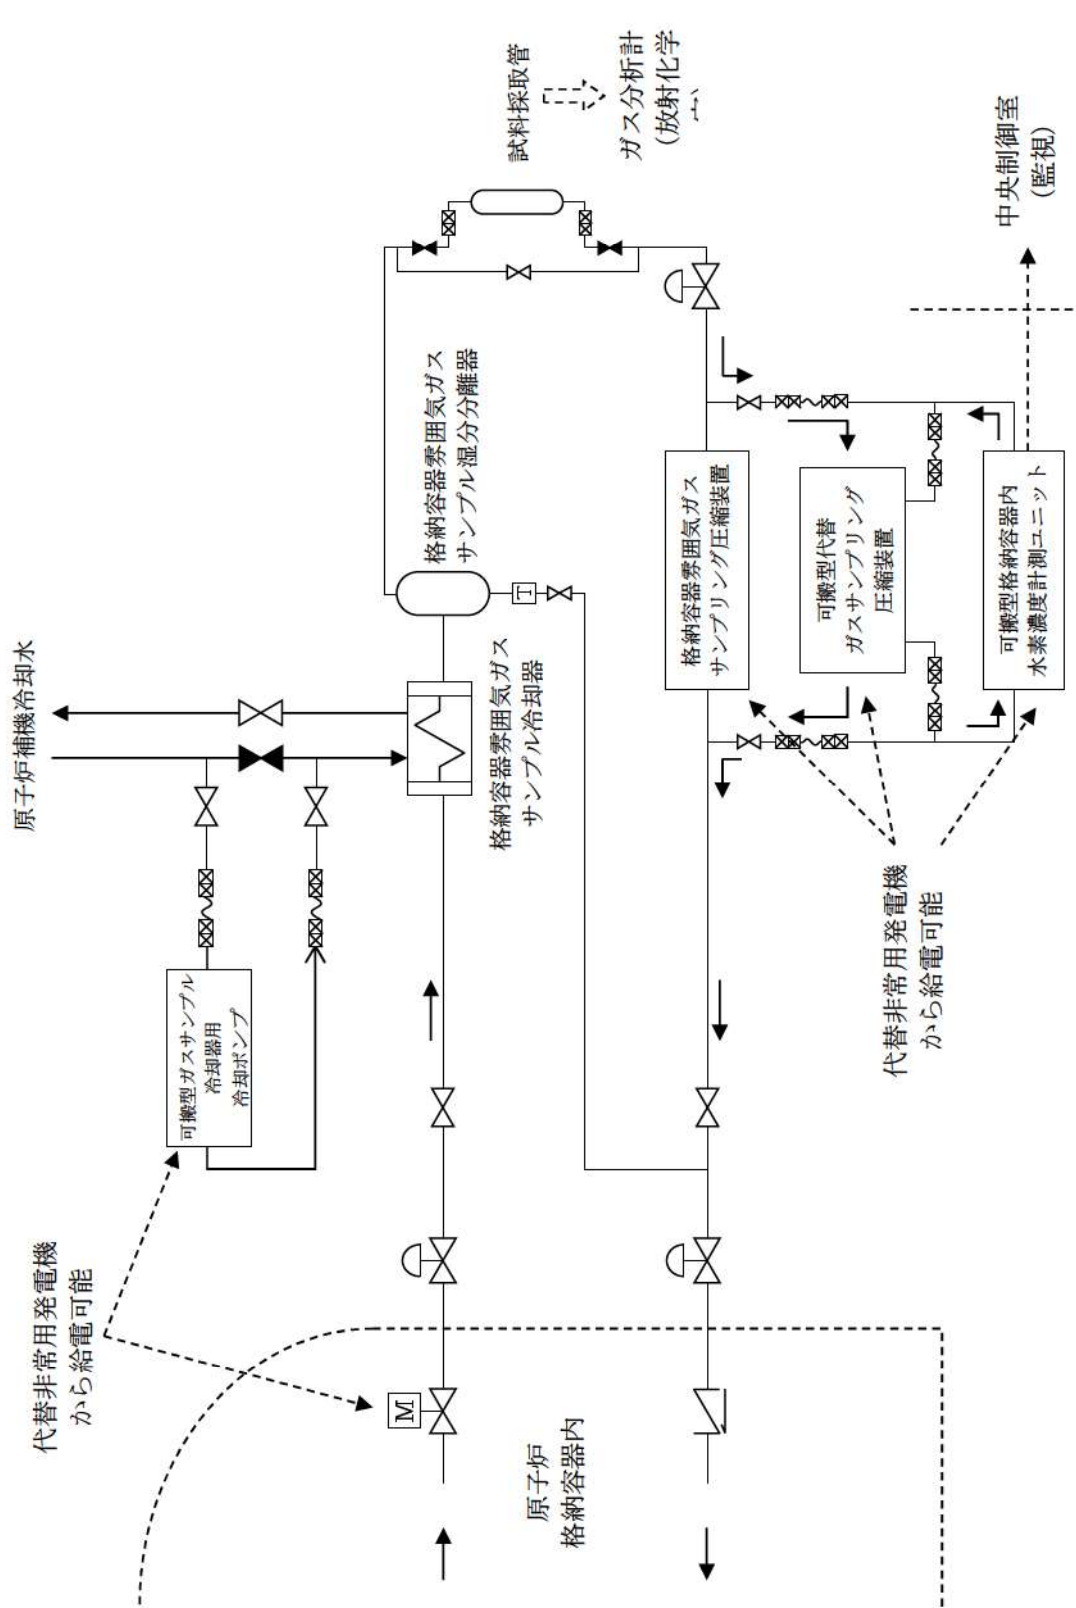 原子炉補機冷却水
試料採取管
ガス分析計
(放射化学
格納容器雰囲気ガス
サンプル湿分分離器
T
格納容器雰囲気ガス
サンプル冷却器
可搬型ガスサンプル
冷却器用
冷却ポンプ
代替非常用発電機
から給電可能
M
原子炉
格納容器内
格納容器雰囲気ガス
サンプリング圧縮装置
可搬型代替
ガスサンプリング
圧縮装置
可搬型格納容器内
水素濃度計測ユニット
中央制御室
(監視)
代替非常用発電機
から給電可能